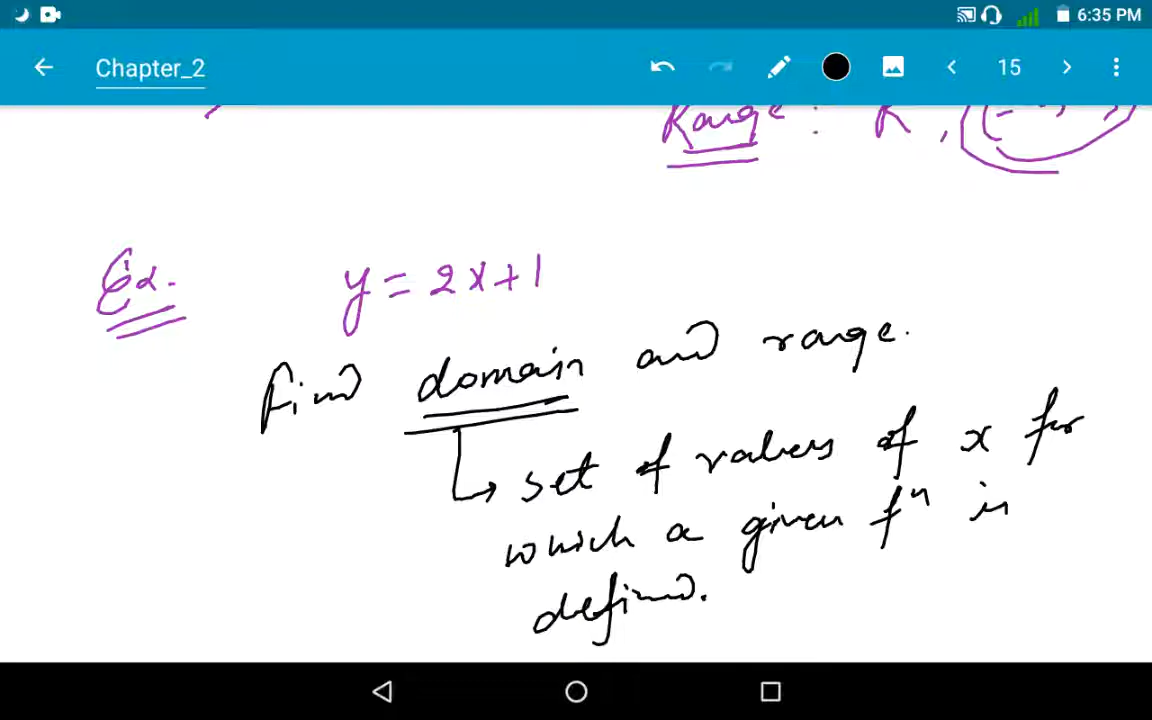 6:35 PM
Chapter_2
15
Range : R ,
Ex. y = 2x+1
Find domain and range.
set of values of x for
which a given fⁿ is
defined.